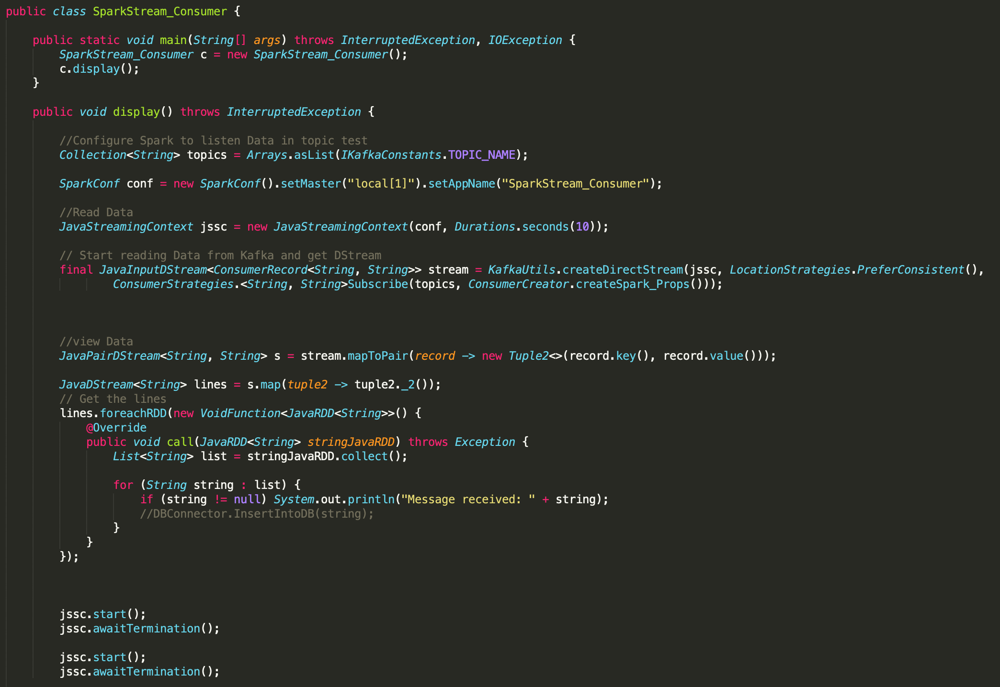 public class SparkStream_Consumer {
public static void main(String[] args) throws InterruptedException, IOException {
SparkStream_Consumer c = new SparkStream_Consumer();
c.display();
}
public void display() throws InterruptedException {
//Configure Spark to listen Data in topic test
Collection<String> topics = Arrays.asList(IKafkaConstants.TOPIC_NAME);
SparkConf conf = new SparkConf().setMaster("local[1]").setAppName("SparkStream_Consumer");
//Read Data
JavaStreamingContext jssc = new JavaStreamingContext(conf, Durations.seconds(10));
// Start reading Data from Kafka and get DStream
final JavaInputDStream<ConsumerRecord<String, String>> stream = KafkaUtils.createDirectStream(jssc, LocationStrategies.PreferConsistent(),
ConsumerStrategies.<String, String>Subscribe(topics, ConsumerCreator.createSpark_Props()));
//view Data
JavaPairDStream<String, String> s = stream.mapToPair(record -> new Tuple2<>(record.key(), record.value()));
JavaDStream<String> lines = s.map(tuple2 -> tuple2._2());
// Get the lines
lines.foreachRDD(new VoidFunction<JavaRDD<String>>() {
@Override
public void call(JavaRDD<String> stringJavaRDD) throws Exception {
List<String> list = stringJavaRDD.collect();
for (String string : list) {
if (string != null) System.out.println("Message received: " + string);
//DBConnector.InsertIntoDB(string);
}
}
});
jssc.start();
jssc.awaitTermination();
jssc.start();
jssc.awaitTermination();